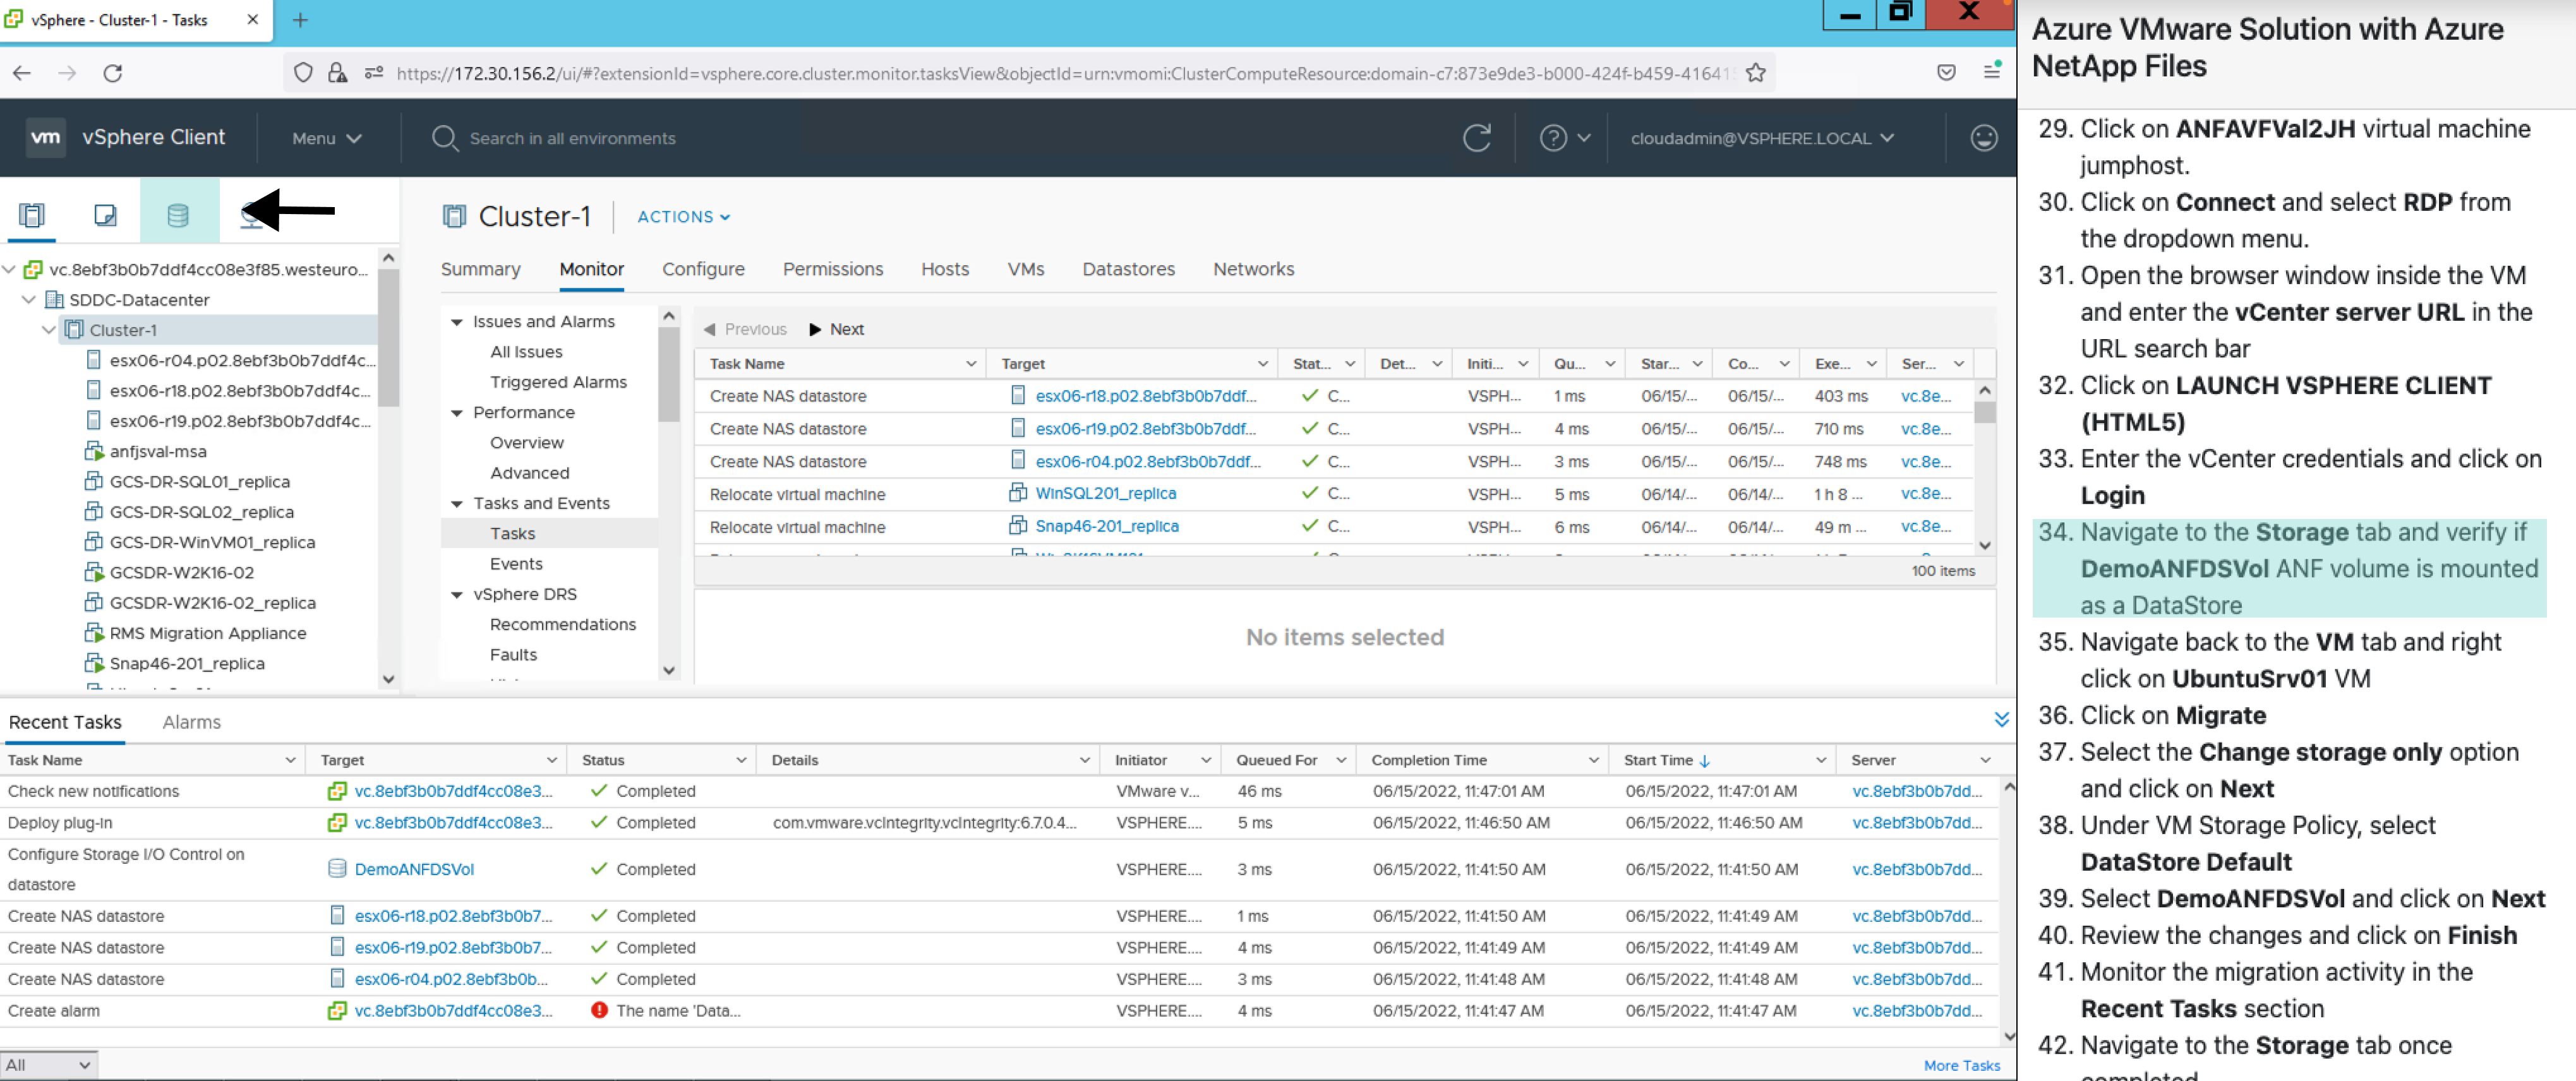 vSphere - Cluster-1 - Tasks
https://172.30.156.2/ui/#?extensionId=vsphere.core.cluster.monitor.tasksView&objectId=urn:vmomi:ClusterComputeResource:domain-c7:873e9de3-b000-424f-b459-41641
vm vSphere Client Menu Search in all environments cloudadmin@VSPHERE.LOCAL
vc.8ebf3b0b7ddf4cc08e3f85.westeuro...
SDDC-Datacenter
Cluster-1
esx06-r04.p02.8ebf3b0b7ddf4c...
esx06-r18.p02.8ebf3b0b7ddf4c...
esx06-r19.p02.8ebf3b0b7ddf4c...
anfjsval-msa
GCS-DR-SQL01_replica
GCS-DR-SQL02_replica
GCS-DR-WinVM01_replica
GCSDR-W2K16-02
GCSDR-W2K16-02_replica
RMS Migration Appliance
Snap46-201_replica
Cluster-1 ACTIONS
Summary Monitor Configure Permissions Hosts VMs Datastores Networks
Issues and Alarms
All Issues
Triggered Alarms
Performance
Overview
Advanced
Tasks and Events
Tasks
Events
vSphere DRS
Recommendations
Faults
Previous Next
Task Name Target Stat... Det... Initi... Qu... Star... Co... Exe... Ser...
Create NAS datastore esx06-r18.p02.8ebf3b0b7ddf... C... VSPH... 1 ms 06/15/... 06/15/... 403 ms vc.8e...
Create NAS datastore esx06-r19.p02.8ebf3b0b7ddf... C... VSPH... 4 ms 06/15/... 06/15/... 710 ms vc.8e...
Create NAS datastore esx06-r04.p02.8ebf3b0b7ddf... C... VSPH... 3 ms 06/15/... 06/15/... 748 ms vc.8e...
Relocate virtual machine WinSQL201_replica C... VSPH... 5 ms 06/14/... 06/14/... 1 h 8 ... vc.8e...
Relocate virtual machine Snap46-201_replica C... VSPH... 6 ms 06/14/... 06/14/... 49 m ... vc.8e...
100 items
No items selected
Recent Tasks Alarms
Task Name Target Status Details Initiator Queued For Completion Time Start Time Server
Check new notifications vc.8ebf3b0b7ddf4cc08e3... Completed VMware v... 46 ms 06/15/2022, 11:47:01 AM 06/15/2022, 11:47:01 AM vc.8ebf3b0b7dd...
Deploy plug-in vc.8ebf3b0b7ddf4cc08e3... Completed com.vmware.vcIntegrity.vcIntegrity:6.7.0.4... VSPHERE.... 5 ms 06/15/2022, 11:46:50 AM 06/15/2022, 11:46:50 AM vc.8ebf3b0b7dd...
Configure Storage I/O Control on
datastore DemoANFDSVol Completed VSPHERE.... 3 ms 06/15/2022, 11:41:50 AM 06/15/2022, 11:41:50 AM vc.8ebf3b0b7dd...
Create NAS datastore esx06-r18.p02.8ebf3b0b7... Completed VSPHERE.... 1 ms 06/15/2022, 11:41:50 AM 06/15/2022, 11:41:49 AM vc.8ebf3b0b7dd...
Create NAS datastore esx06-r19.p02.8ebf3b0b7... Completed VSPHERE.... 4 ms 06/15/2022, 11:41:49 AM 06/15/2022, 11:41:49 AM vc.8ebf3b0b7dd...
Create NAS datastore esx06-r04.p02.8ebf3b0b... Completed VSPHERE.... 3 ms 06/15/2022, 11:41:48 AM 06/15/2022, 11:41:48 AM vc.8ebf3b0b7dd...
Create alarm vc.8ebf3b0b7ddf4cc08e3... The name 'Data... VSPHERE.... 4 ms 06/15/2022, 11:41:47 AM 06/15/2022, 11:41:47 AM vc.8ebf3b0b7dd...
All More Tasks
Azure VMware Solution with Azure
NetApp Files
29. Click on ANFAVFVal2JH virtual machine
jumphost.
30. Click on Connect and select RDP from
the dropdown menu.
31. Open the browser window inside the VM
and enter the vCenter server URL in the
URL search bar
32. Click on LAUNCH VSPHERE CLIENT
(HTML5)
33. Enter the vCenter credentials and click on
Login
34. Navigate to the Storage tab and verify if
DemoANFDSVol ANF volume is mounted
as a DataStore
35. Navigate back to the VM tab and right
click on UbuntuSrv01 VM
36. Click on Migrate
37. Select the Change storage only option
and click on Next
38. Under VM Storage Policy, select
DataStore Default
39. Select DemoANFDSVol and click on Next
40. Review the changes and click on Finish
41. Monitor the migration activity in the
Recent Tasks section
42. Navigate to the Storage tab once
completed